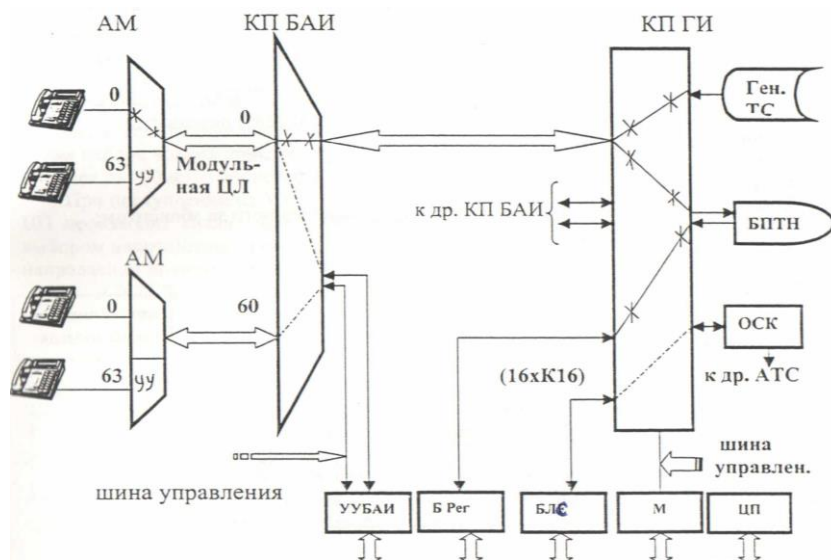 АМ
КП БАИ
КП ГИ
0
63
УУ
Модуль-
ная ЦЛ
0
Ген.
ТС
к др. КП БАИ
БПТН
АМ
0
63
УУ
60
(16хК16)
ОСК
к др. АТС
шина
управлен.
шина управления
УУБАИ
Б Рег
БЛС
М
ЦП